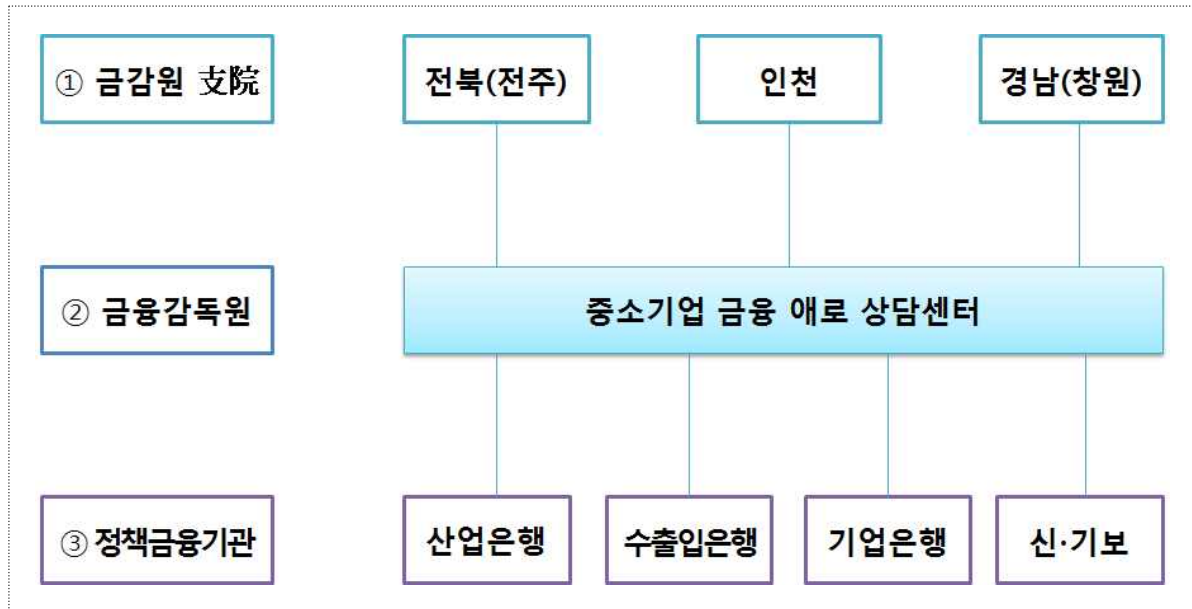 ① 금감원 支院
전북(전주)
인천
경남(창원)
② 금융감독원
중소기업 금융 애로 상담센터
③ 정책금융기관
산업은행
수출입은행
기업은행
신·기보